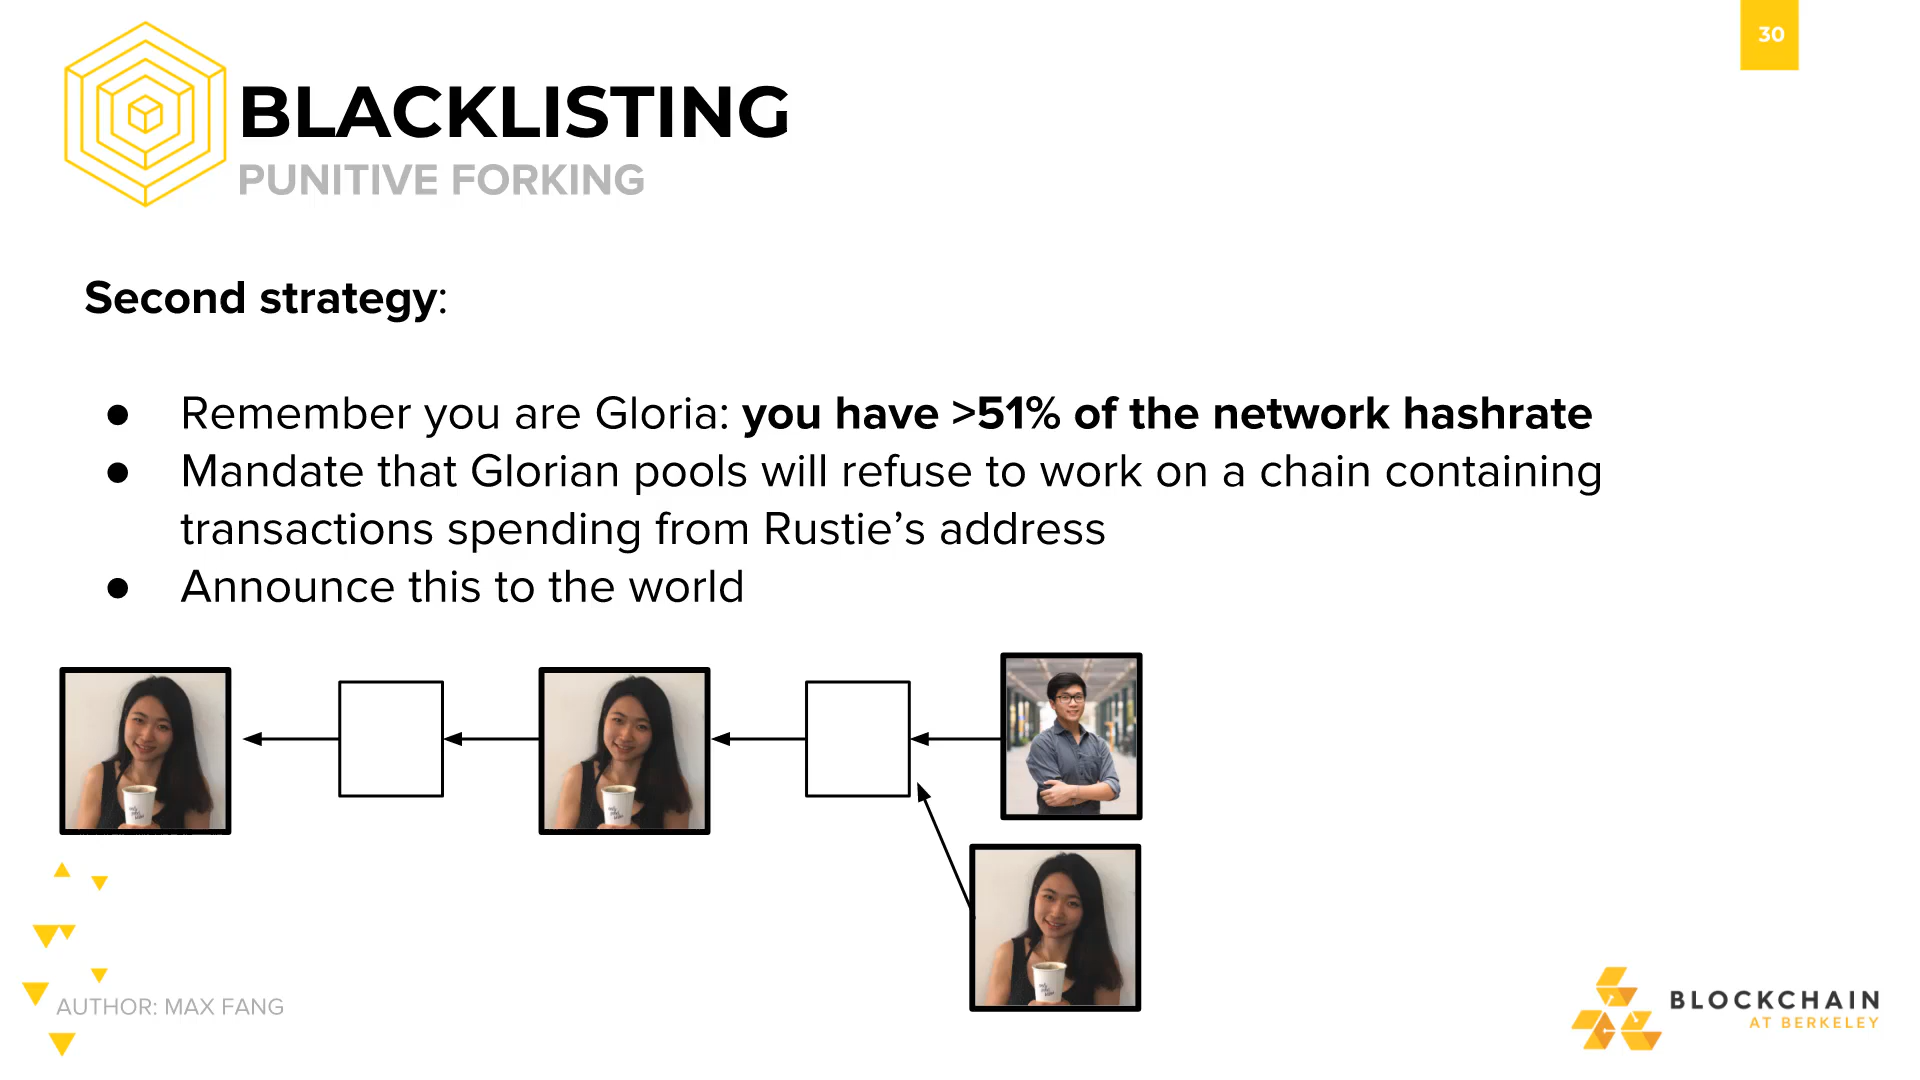 30
BLACKLISTING
PUNITIVE FORKING
Second strategy:
● Remember you are Gloria: you have >51% of the network hashrate
● Mandate that Glorian pools will refuse to work on a chain containing
transactions spending from Rustie’s address
● Announce this to the world
AUTHOR: MAX FANG
BLOCKCHAIN
AT BERKELEY